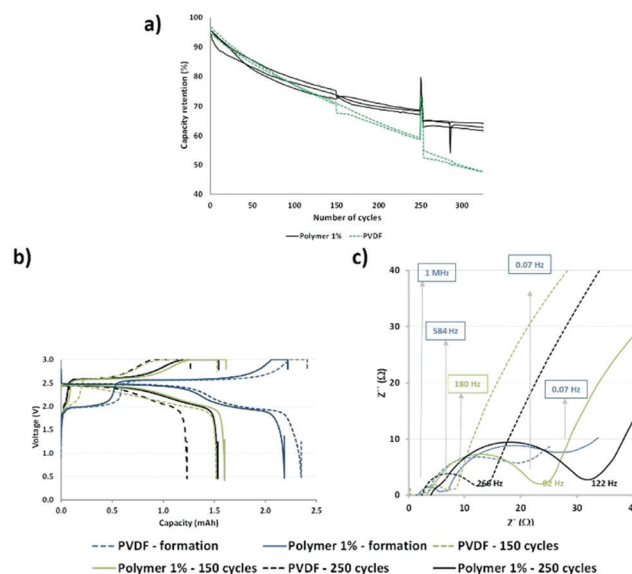 a)
100
90
80
70
60
50
40
Capacity retention (%)
0 50 100 150 200 250 300
Number of cycles
Polymer 1% PVDF
b)
3.0
2.5
2.0
1.5
1.0
0.5
0.0
Voltage (V)
0.0 0.5 1.0 1.5 2.0 2.5
Capacity (mAh)
c)
40
30
20
10
0
Z`` (Ω)
1 MHz
0.07 Hz
584 Hz
180 Hz
0.07 Hz
266 Hz
82 Hz
122 Hz
0 10 20 30 40
Z` (Ω)
PVDF - formation Polymer 1% - formation PVDF - 150 cycles
Polymer 1% - 150 cycles PVDF - 250 cycles Polymer 1% - 250 cycles